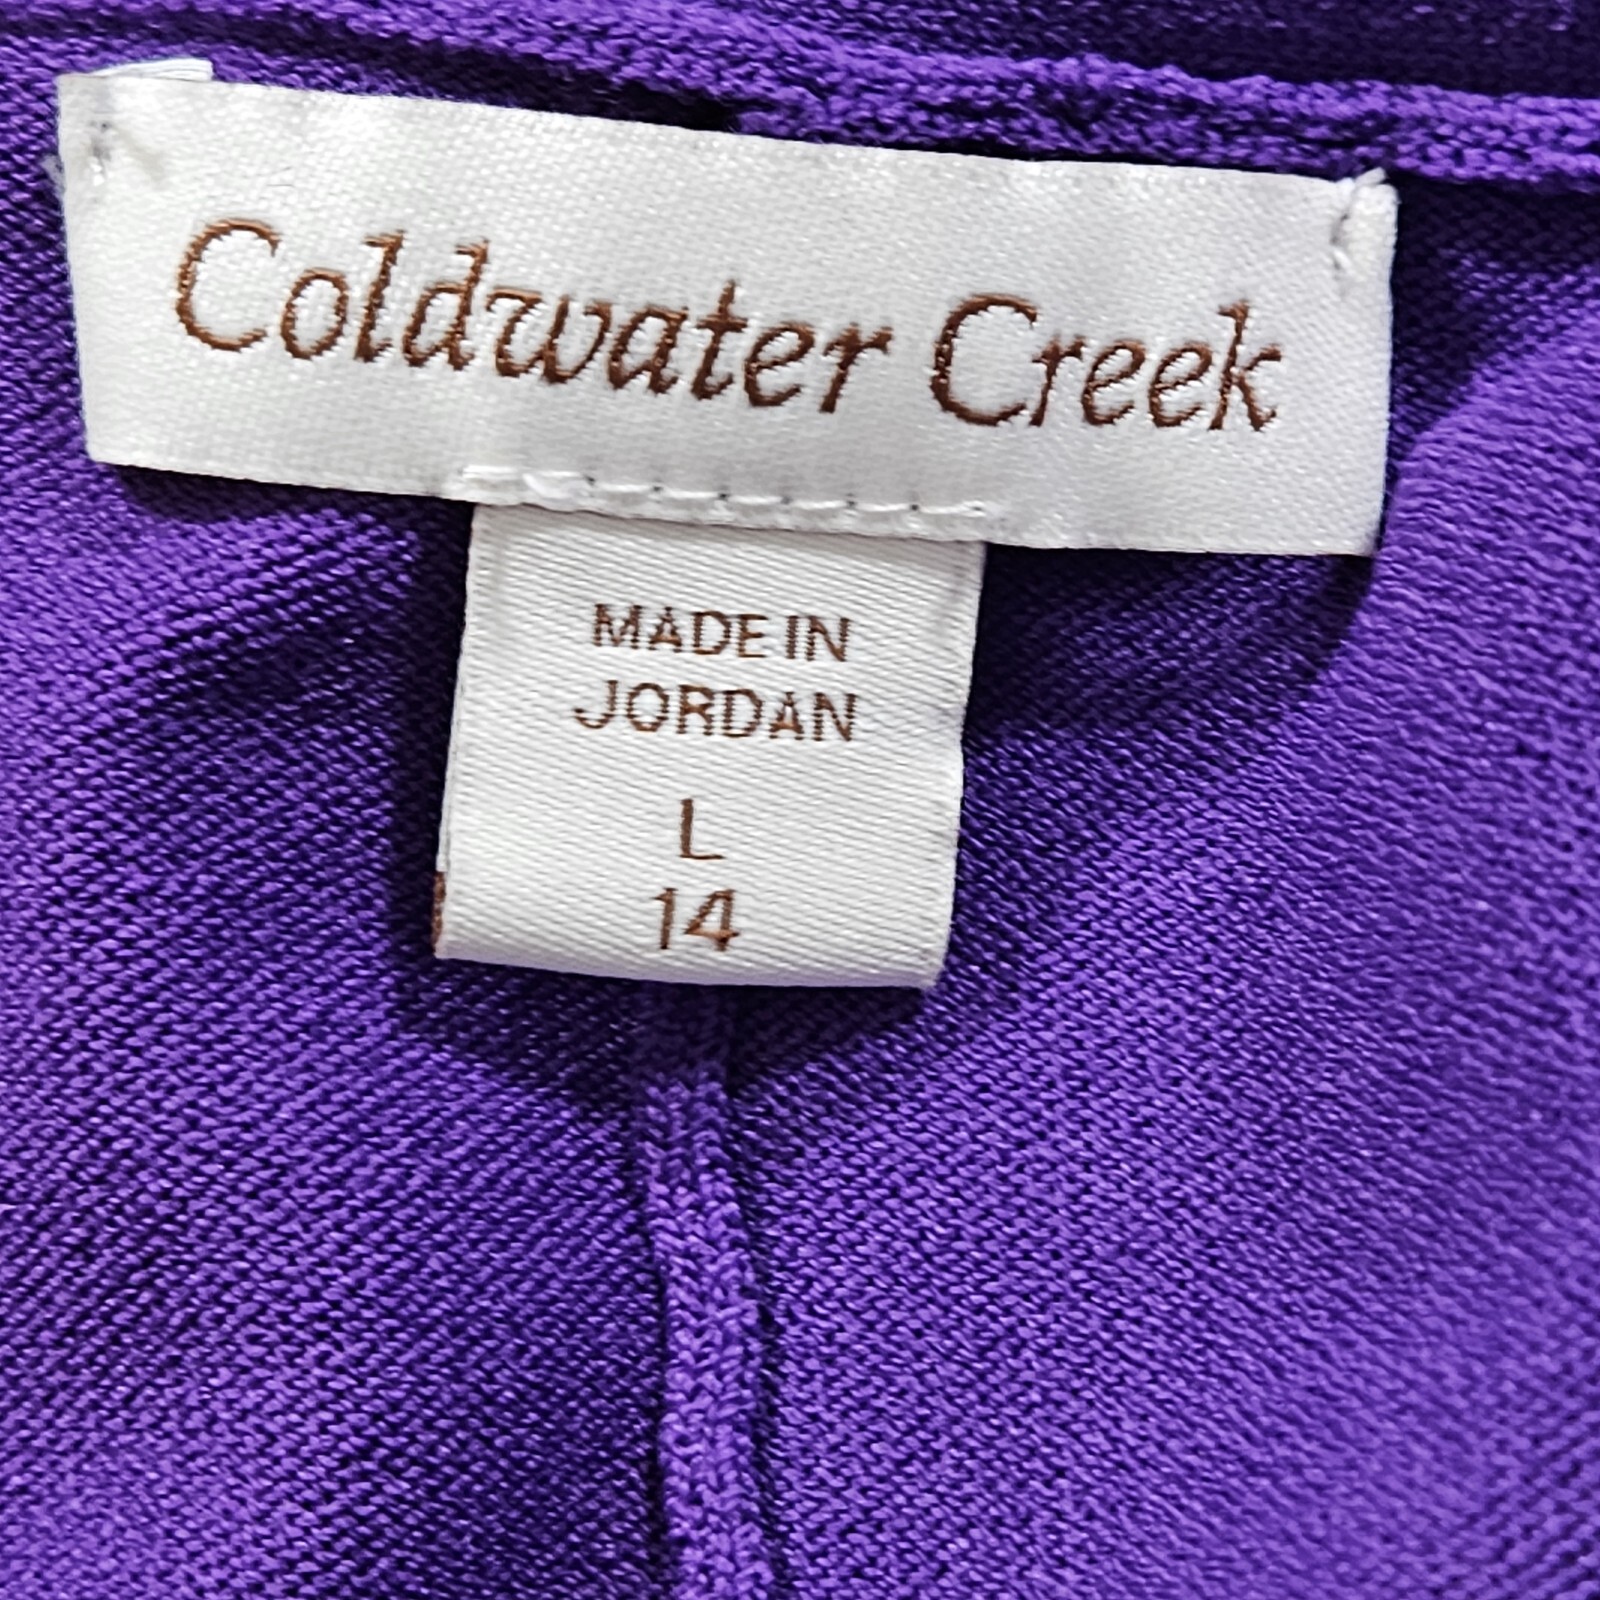 Coldwater Creek
MADE IN
JORDAN
L
14